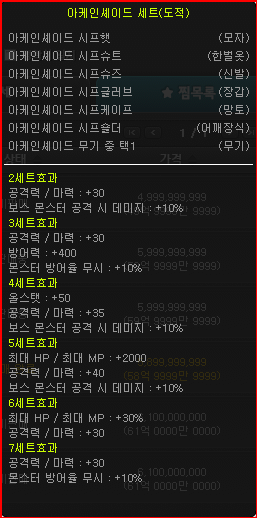 아케인셰이드 세트(도적)
아케인셰이드 시프햇 (모자)
아케인셰이드 시프슈트 (한벌옷)
아케인셰이드 시프슈즈 (신발)
아케인셰이드 시프글러브 (장갑)
아케인셰이드 시프케이프 (망토)
아케인셰이드 시프숄더 (어깨장식)
아케인셰이드 무기 중 택1 (무기)
★ 찜목록
1 / 1
상태 가격
2세트효과
공격력 / 마력 : +30
보스 몬스터 공격 시 데미지 : +10%
3세트효과
공격력 / 마력 : +30
방어력 : +400
몬스터 방어율 무시 : +10%
4세트효과
올스탯 : +50
공격력 / 마력 : +35
보스 몬스터 공격 시 데미지 : +10%
5세트효과
최대 HP / 최대 MP : +2000
공격력 / 마력 : +40
보스 몬스터 공격 시 데미지 : +10%
6세트효과
최대 HP / 최대 MP : +30%
공격력 / 마력 : +30
7세트효과
공격력 / 마력 : +30
몬스터 방어율 무시 : +10%